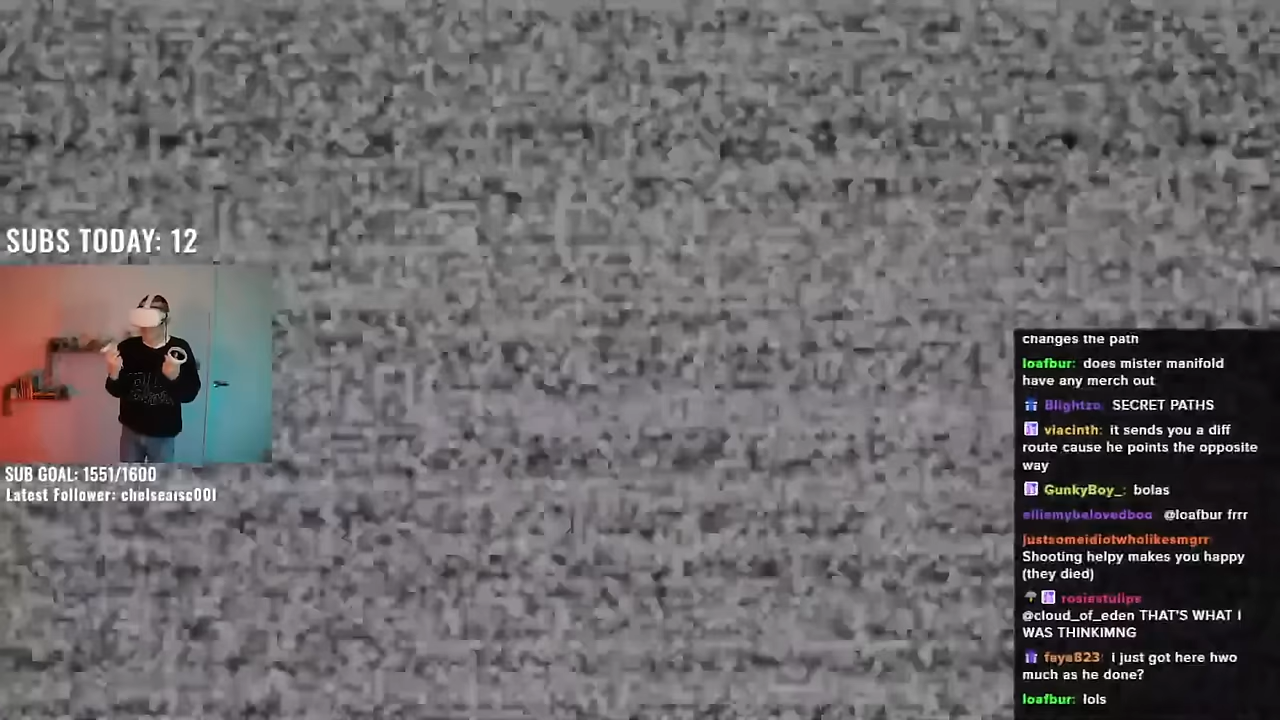 SUBS TODAY: 12
SUB GOAL: 1551/1600
Latest Follower: chelseaisc00l
changes the path
loafbur: does mister manifold
have any merch out
Blightzo: SECRET PATHS
viacinth: it sends you a diff
route cause he points the opposite
way
GunkyBoy_: bolas
elliemybelovedboo @loafbur frrr
justsomeidiotwholikesmgrr:
Shooting helpy makes you happy
(they died)
rosiestulips
@cloud_of_eden THAT'S WHAT I
WAS THINKIMNG
faya823: i just got here hwo
much as he done?
loafbur: lols